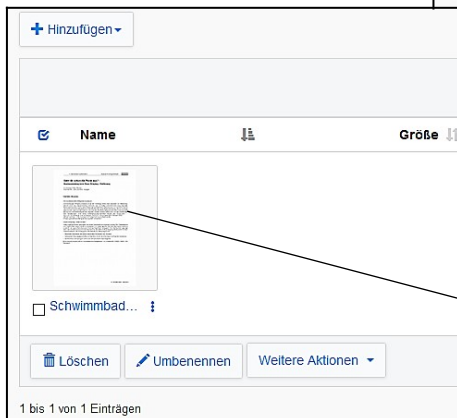 Hinzufügen
Name Größe
Schwimmbad...
Löschen Umbenennen Weitere Aktionen
1 bis 1 von 1 Einträgen